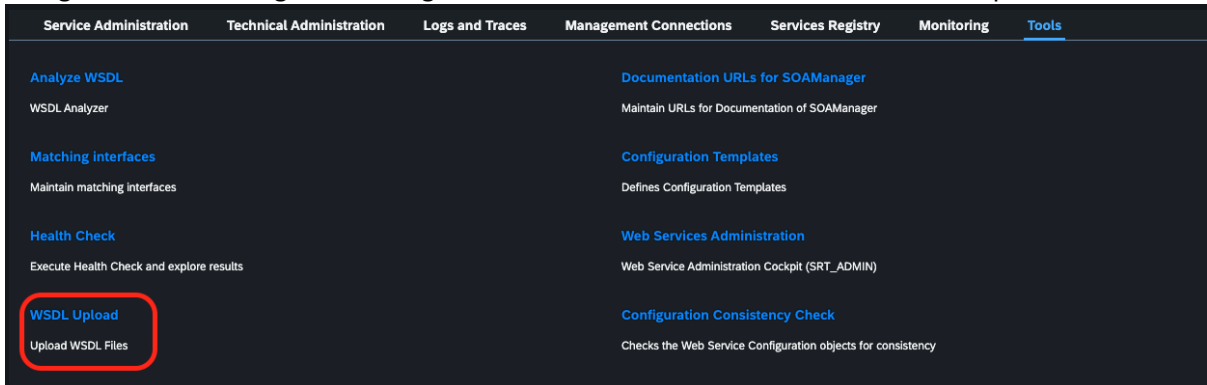 Service Administration Technical Administration Logs and Traces Management Connections Services Registry Monitoring Tools
Analyze WSDL
WSDL Analyzer
Matching interfaces
Maintain matching interfaces
Health Check
Execute Health Check and explore results
WSDL Upload
Upload WSDL Files
Documentation URLs for SOAManager
Maintain URLs for Documentation of SOAManager
Configuration Templates
Defines Configuration Templates
Web Services Administration
Web Service Administration Cockpit (SRT_ADMIN)
Configuration Consistency Check
Checks the Web Service Configuration objects for consistency